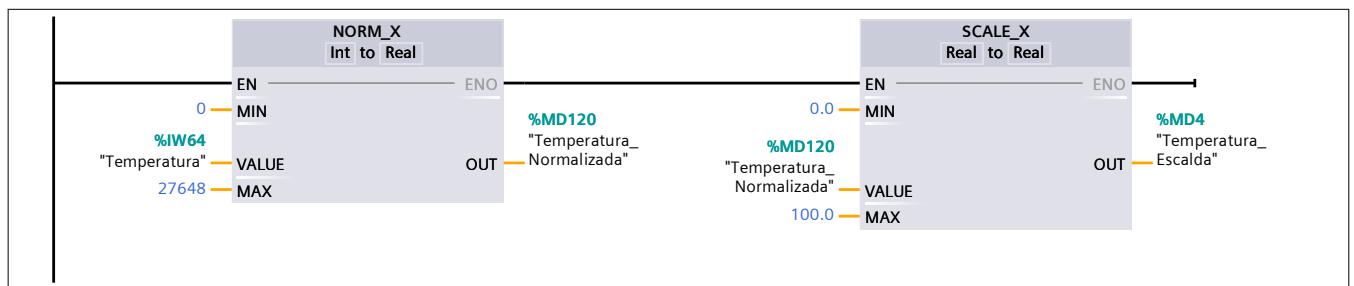 NORM_X
Int to Real
EN
ENO
0
MIN
%IW64
"Temperatura"
VALUE
27648
MAX
%MD120
"Temperatura_
Normalizada"
OUT
SCALE_X
Real to Real
EN
ENO
0.0
MIN
%MD120
"Temperatura_
Normalizada"
VALUE
100.0
MAX
%MD4
"Temperatura_
Escalda"
OUT